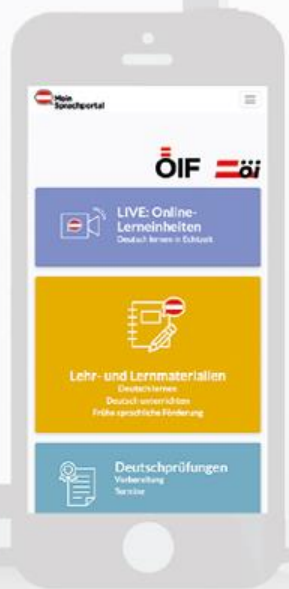 Mein
Sprachportal
ÖIF öi
LIVE: Online-
Lerneinheiten
Deutsch lernen in Echtzeit
Lehr- und Lernmaterialien
Deutsch lernen
Deutsch unterrichten
Frühe sprachliche Förderung
Deutschprüfungen
Vorbereitung
Termine